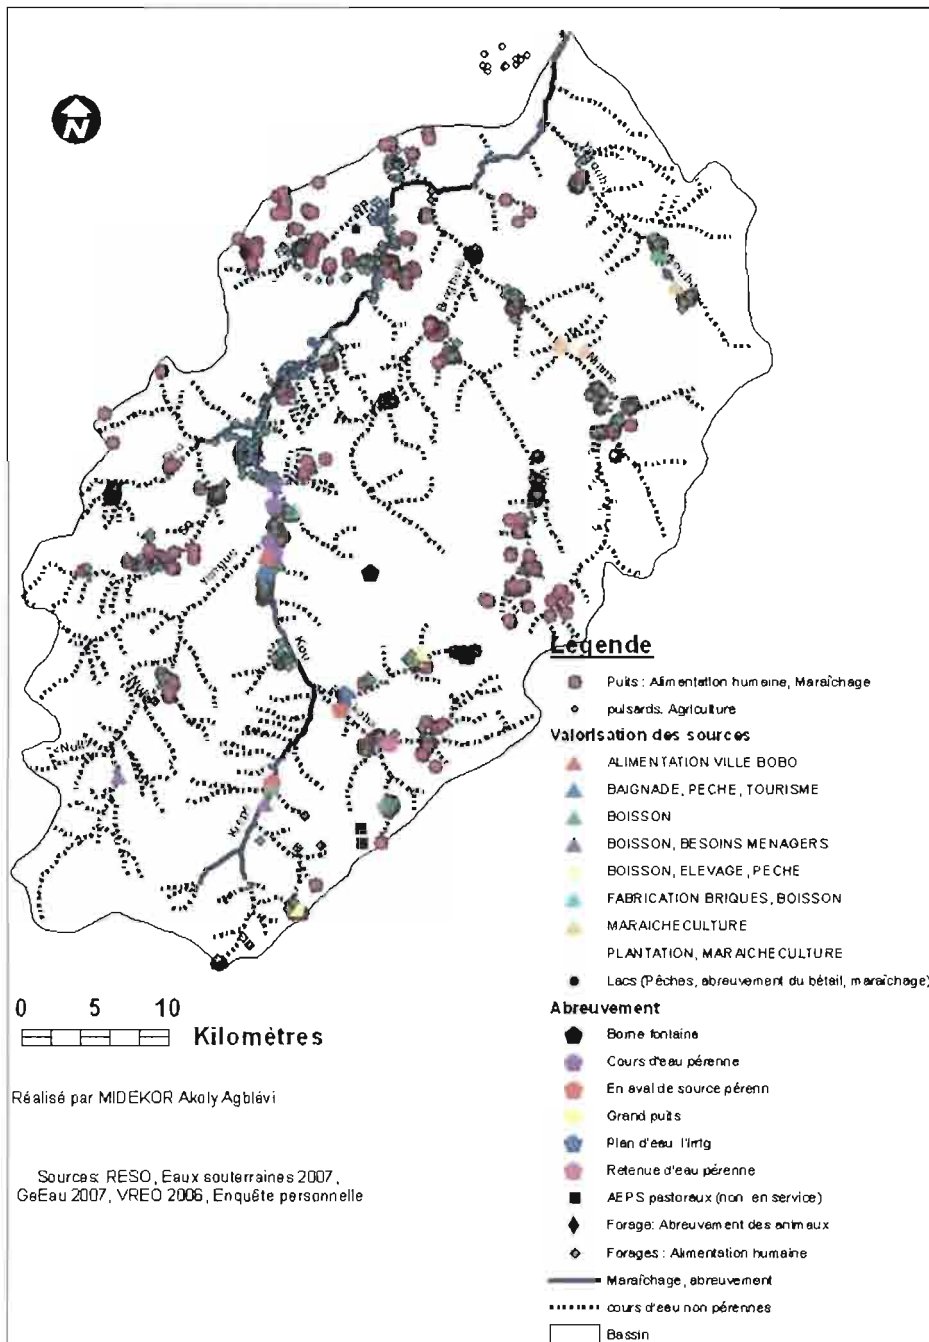 N
Kou
0 5 10
Kilomètres
Réalisé par MIDEKOR Akoly Agblévi
Sources: RESO, Eaux souterraines 2007,
GeEau 2007, VREO 2006, Enquête personnelle
Légende
Puits : Alimentation humaine, Maraîchage
puisards. Agriculture
Valorisation des sources
ALIMENTATION VILLE BOBO
BAIGNADE, PECHE, TOURISME
BOISSON
BOISSON, BESOINS MENAGERS
BOISSON, ELEVAGE, PECHE
FABRICATION BRIQUES, BOISSON
MARAICHECULTURE
PLANTATION, MARAICHECULTURE
Lacs (Pêches, abreuvement du bétail, maraîchage)
Abreuvement
Borne fontaine
Cours d'eau pérenne
En aval de source pérenn
Grand puits
Plan d'eau l'irrig
Retenue d'eau pérenne
AEPS pastoraux (non en service)
Forage: Abreuvement des animaux
Forages : Alimentation humaine
Maraîchage, abreuvement
cours d'eau non pérennes
Bassin